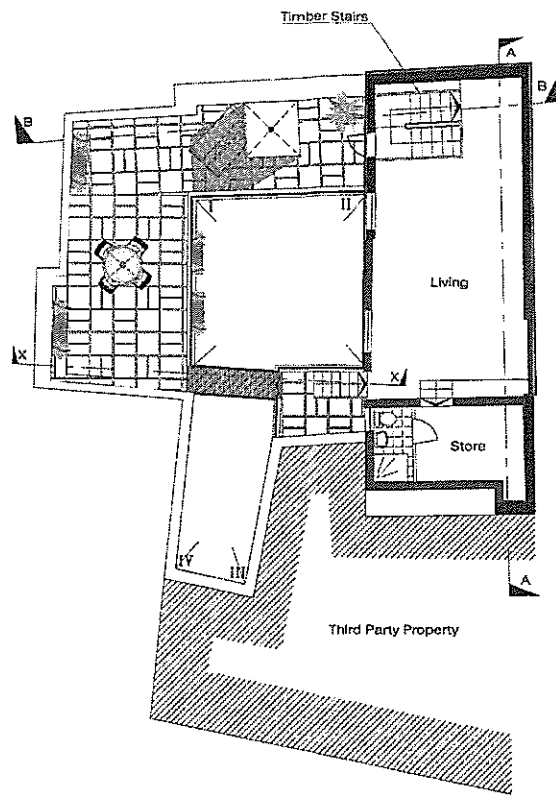 Timber Stairs
A
B
B
I
II
Living
X
X
Store
IV
III
A
Third Party Property